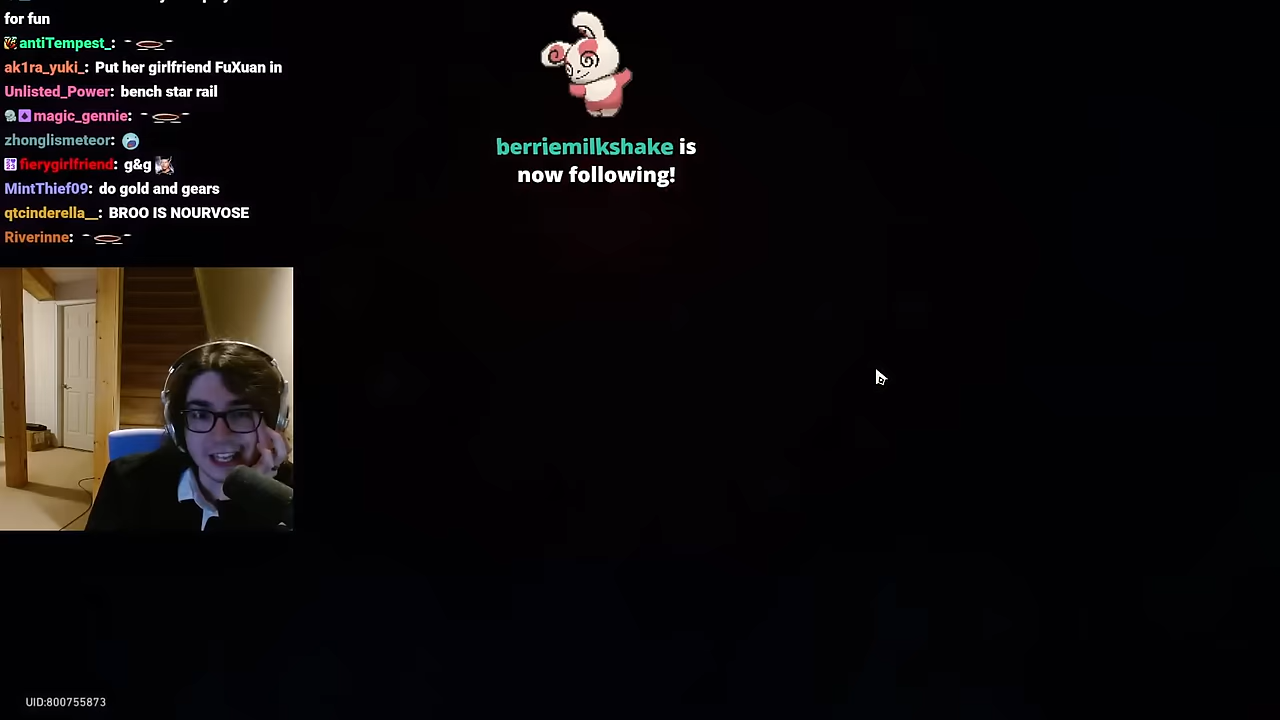 for fun
antiTempest_:
ak1ra_yuki_: Put her girlfriend FuXuan in
Unlisted_Power: bench star rail
magic_gennie:
zhonglismeteor:
fierygirlfriend: g&g
MintThief09: do gold and gears
qtcinderella__: BROO IS NOURVOSE
Riverinne:
berriemilkshake is
now following!
UID:800755873